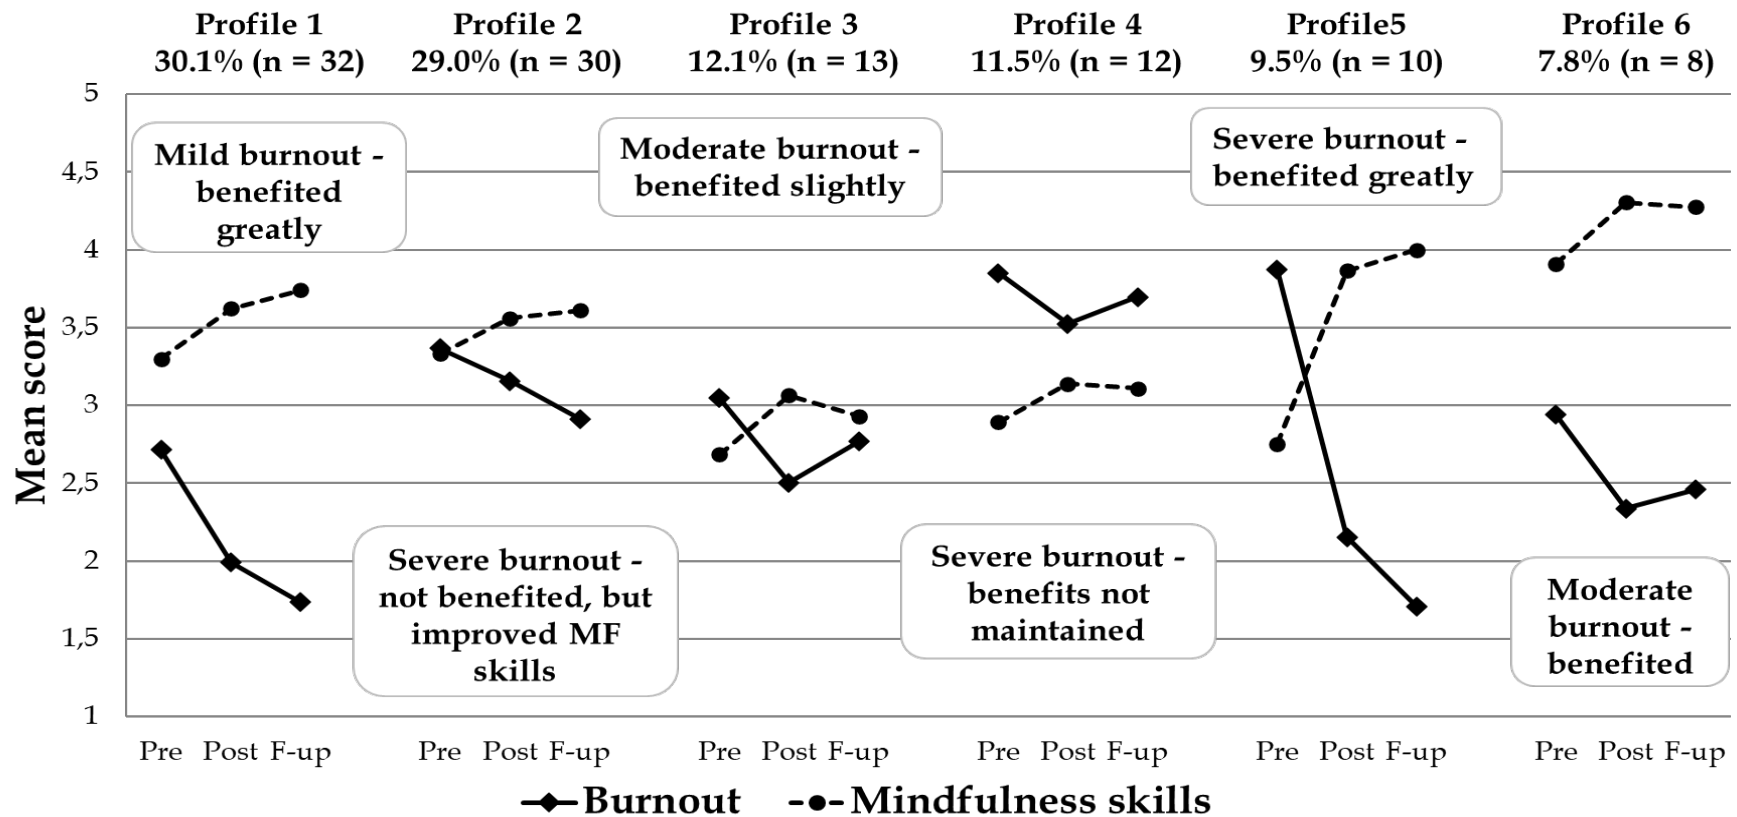 Profile 1
30.1% (n = 32)
Profile 2
29.0% (n = 30)
Profile 3
12.1% (n = 13)
Profile 4
11.5% (n = 12)
Profile5
9.5% (n = 10)
Profile 6
7.8% (n = 8)
Mean score
5
4,5
4
3,5
3
2,5
2
1,5
1
Mild burnout -
benefited
greatly
Severe burnout -
not benefited, but
improved MF
skills
Moderate burnout -
benefited slightly
Severe burnout -
benefits not
maintained
Severe burnout -
benefited greatly
Moderate
burnout -
benefited
Pre Post F-up
Pre Post F-up
Pre Post F-up
Pre Post F-up
Pre Post F-up
Pre Post F-up
Burnout
Mindfulness skills